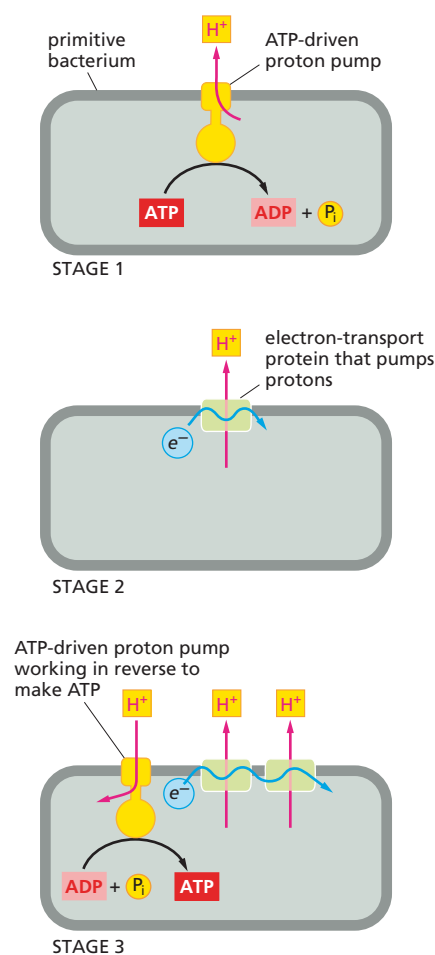 H+
primitive
bacterium
ATP-driven
proton pump
ATP
ADP + Pi
STAGE 1
H+
electron-transport
protein that pumps
protons
e−
STAGE 2
ATP-driven proton pump
working in reverse to
make ATP
H+ H+ H+
e−
ADP + Pi ATP
STAGE 3